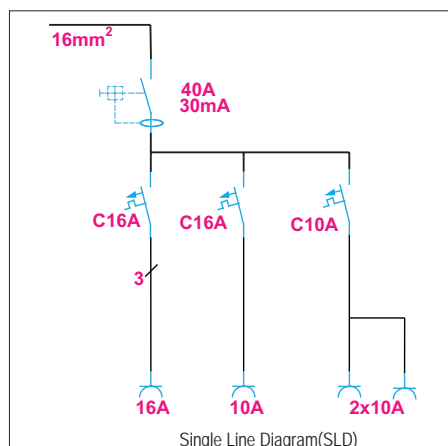 16mm²
40A
30mA
C16A
C16A
C10A
3
16A
10A
2x10A
Single Line Diagram(SLD)